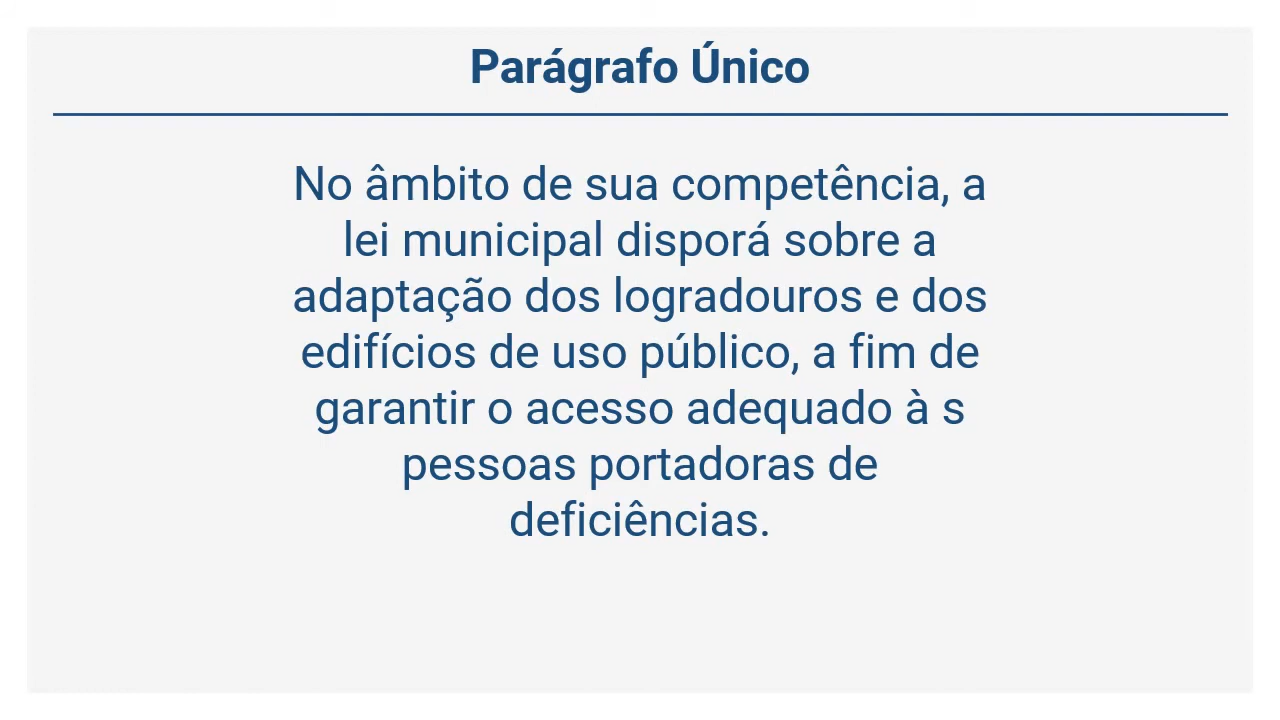 Parágrafo Único
No âmbito de sua competência, a
lei municipal disporá sobre a
adaptação dos logradouros e dos
edifícios de uso público, a fim de
garantir o acesso adequado à s
pessoas portadoras de
deficiências.